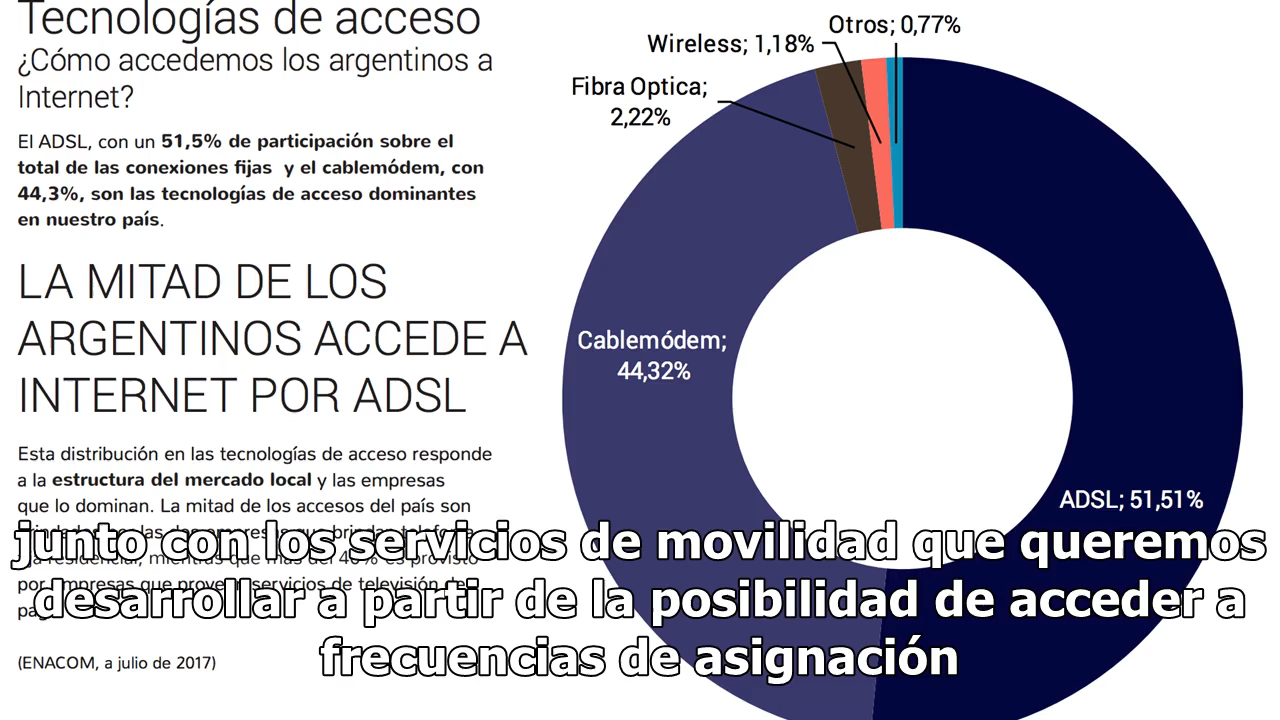 Tecnologías de acceso
¿Cómo accedemos los argentinos a
Internet?
El ADSL, con un 51,5% de participación sobre el
total de las conexiones fijas y el cablemódem, con
44,3%, son las tecnologías de acceso dominantes
en nuestro país.
LA MITAD DE LOS
ARGENTINOS ACCEDE A
INTERNET POR ADSL
Esta distribución en las tecnologías de acceso responde
a la estructura del mercado local y las empresas
que lo dominan. La mitad de los accesos del país son
(ENACOM, a julio de 2017)
Otros; 0,77%
Wireless; 1,18%
Fibra Optica;
2,22%
Cablemódem;
44,32%
ADSL; 51,51%
junto con los servicios de movilidad que queremos
desarrollar a partir de la posibilidad de acceder a
frecuencias de asignación